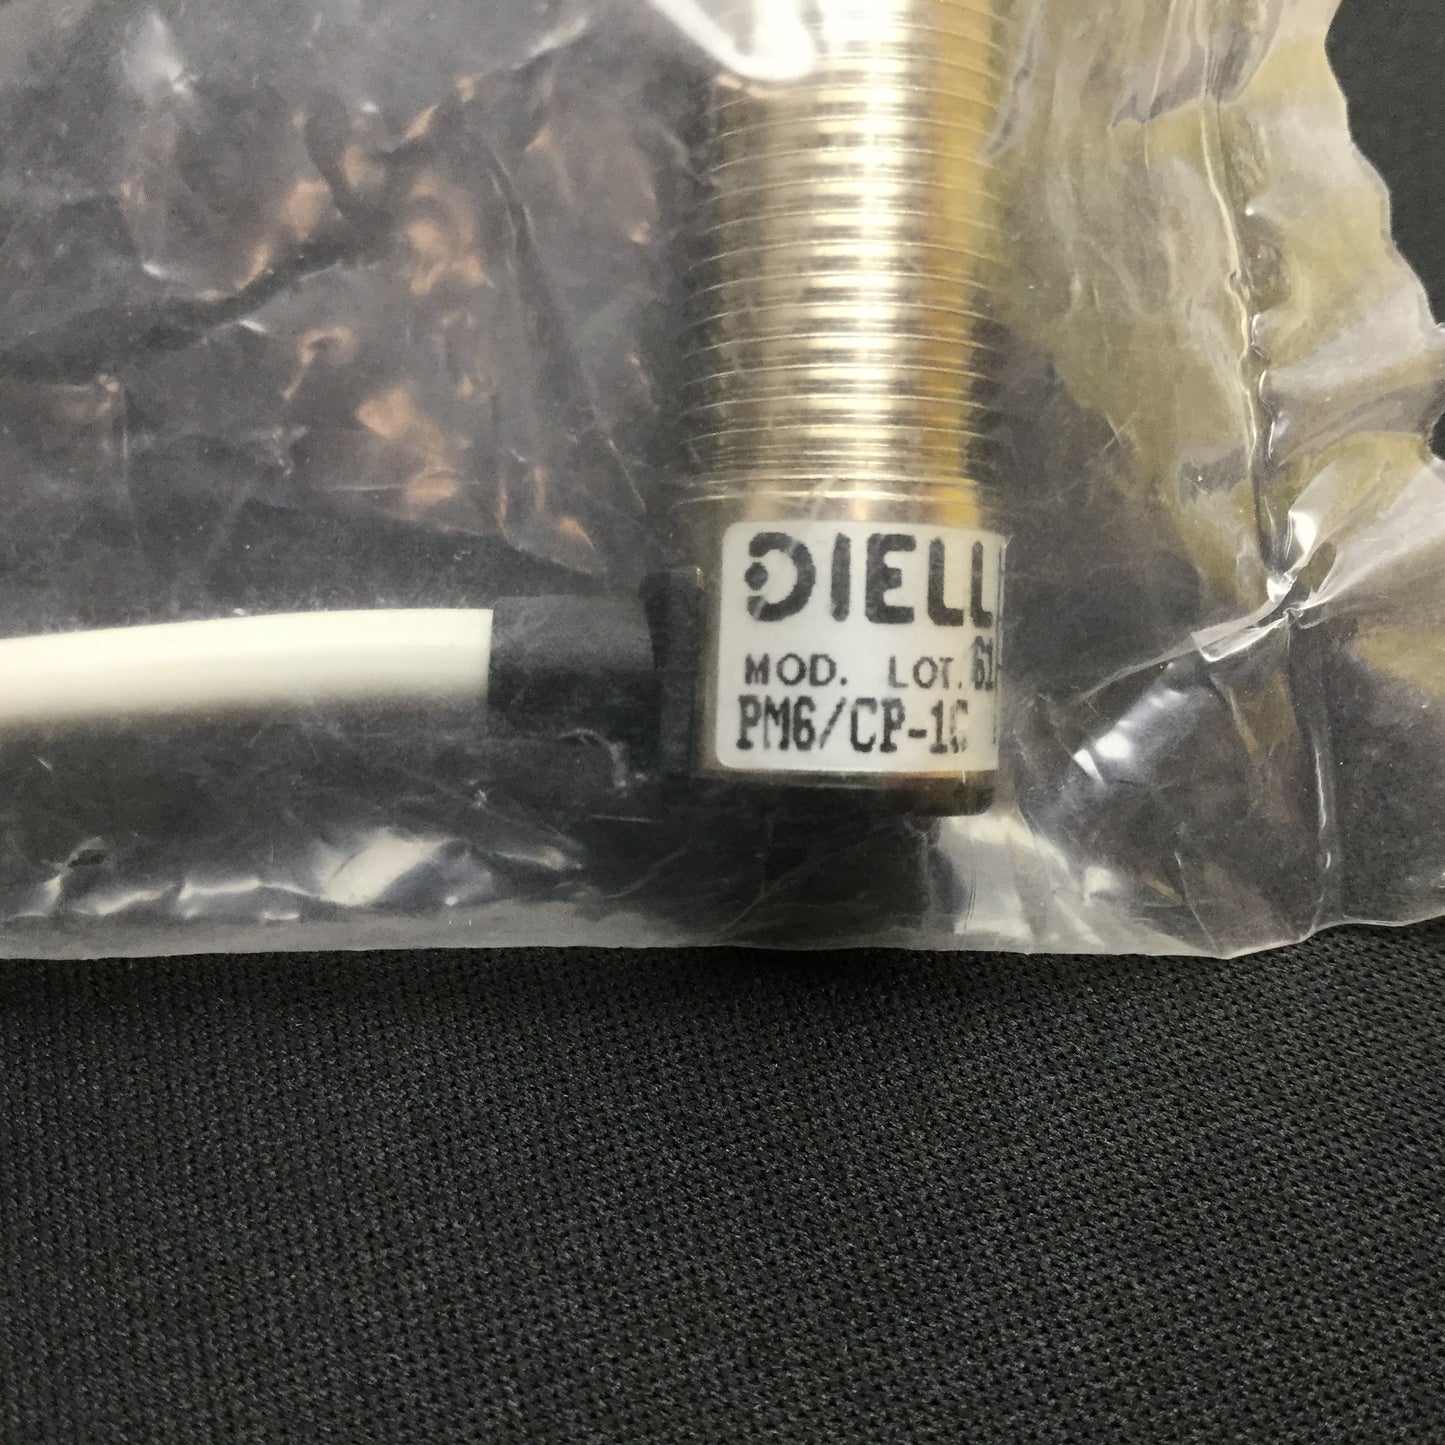 DIELL
MOD. LOT. 61
PM6/CP-1C